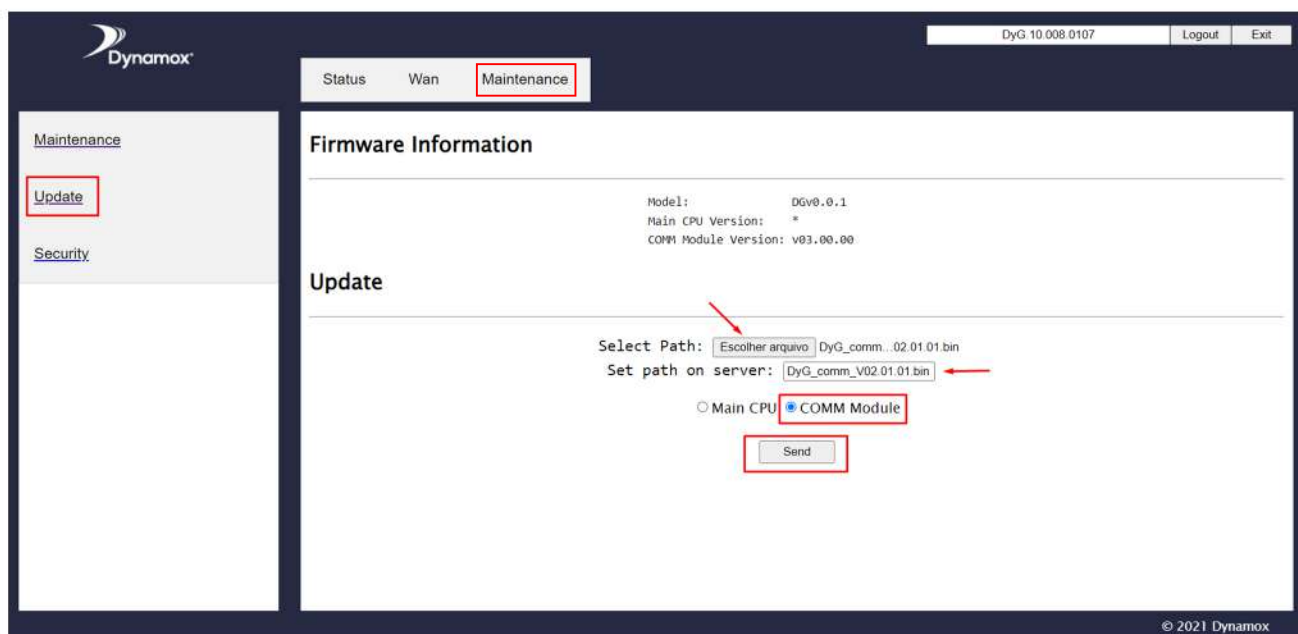 Dynamox
DyG.10.008.0107 Logout Exit
Status Wan Maintenance
Maintenance
Update
Security
Firmware Information
Model: DGv0.0.1
Main CPU Version: *
COMM Module Version: v03.00.00
Update
Select Path: Escolher arquivo DyG_comm...02.01.01.bin
Set path on server: DyG_comm_V02.01.01.bin
Main CPU COMM Module
Send
© 2021 Dynamox